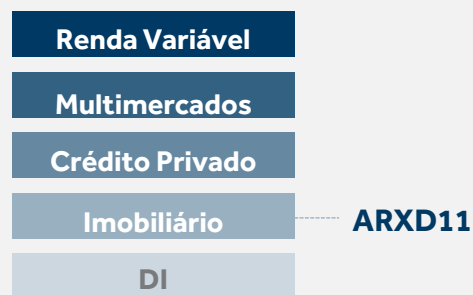 Renda Variável
Multimercados
Crédito Privado
Imobiliário
ARXD11
DI